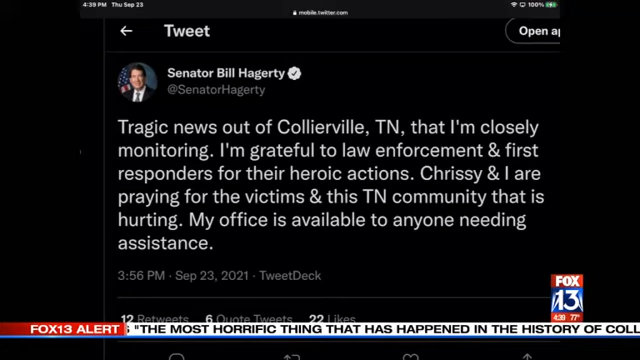 4:39 PM Thu Sep 23
100%
mobile.twitter.com
Tweet
Open ap
Senator Bill Hagerty
@SenatorHagerty
Tragic news out of Collierville, TN, that I'm closely
monitoring. I'm grateful to law enforcement & first
responders for their heroic actions. Chrissy & I are
praying for the victims & this TN community that is
hurting. My office is available to anyone needing
assistance.
3:56 PM · Sep 23, 2021 · TweetDeck
12 Retweets 6 Quote Tweets 22 Likes
FOX
13
4:39 77°
FOX13 ALERT
"THE MOST HORRIFIC THING THAT HAS HAPPENED IN THE HISTORY OF COLL